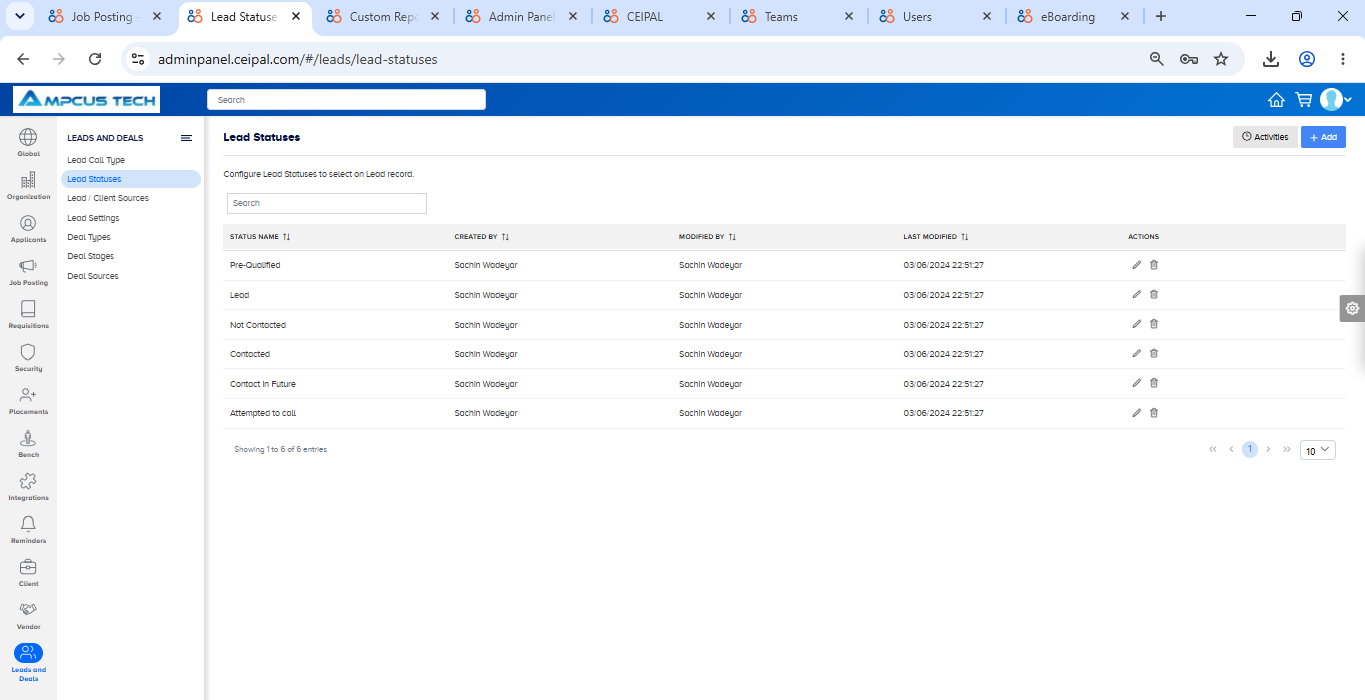 Job Posting
Lead Statuse
Custom Repo
Admin Panel
CEIPAL
Teams
Users
eBoarding
adminpanel.ceipal.com/#/leads/lead-statuses
AMPCUS TECH
Search
Global
Organization
Applicants
Job Posting
Requisitions
Security
Placements
Bench
Integrations
Reminders
Client
Vendor
Leads and
Deals
LEADS AND DEALS
Lead Call Type
Lead Statuses
Lead / Client Sources
Lead Settings
Deal Types
Deal Stages
Deal Sources
Lead Statuses
Activities
+ Add
Configure Lead Statuses to select on Lead record.
Search
STATUS NAME CREATED BY MODIFIED BY LAST MODIFIED ACTIONS
Pre-Qualified Sachin Wadeyar Sachin Wadeyar 03/06/2024 22:51:27
Lead Sachin Wadeyar Sachin Wadeyar 03/06/2024 22:51:27
Not Contacted Sachin Wadeyar Sachin Wadeyar 03/06/2024 22:51:27
Contacted Sachin Wadeyar Sachin Wadeyar 03/06/2024 22:51:27
Contact in Future Sachin Wadeyar Sachin Wadeyar 03/06/2024 22:51:27
Attempted to call Sachin Wadeyar Sachin Wadeyar 03/06/2024 22:51:27
Showing 1 to 6 of 6 entries
« ‹ 1 › » 10